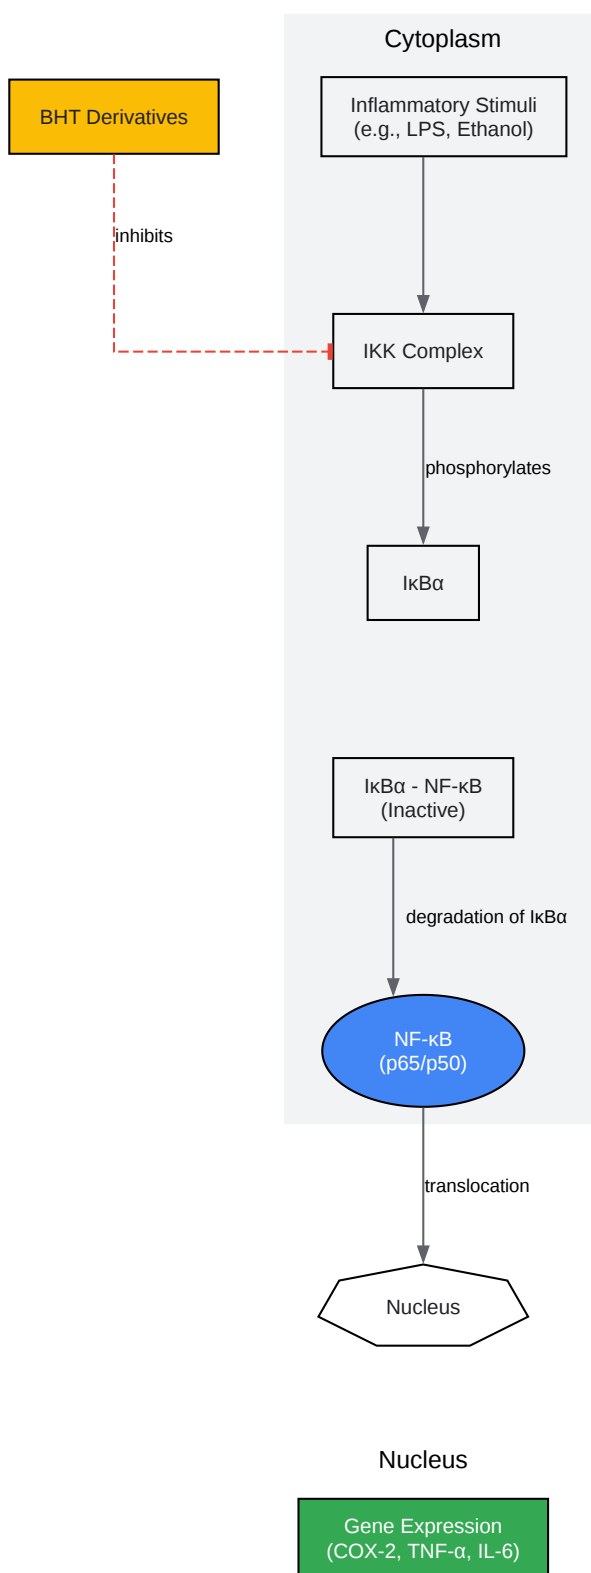 Cytoplasm
BHT Derivatives
Inflammatory Stimuli
(e.g., LPS, Ethanol)
inhibits
IKK Complex
phosphorylates
IκBα
IκBα - NF-κB
(Inactive)
degradation of IκBα
NF-κB
(p65/p50)
translocation
Nucleus
Nucleus
Gene Expression
(COX-2, TNF-α, IL-6)